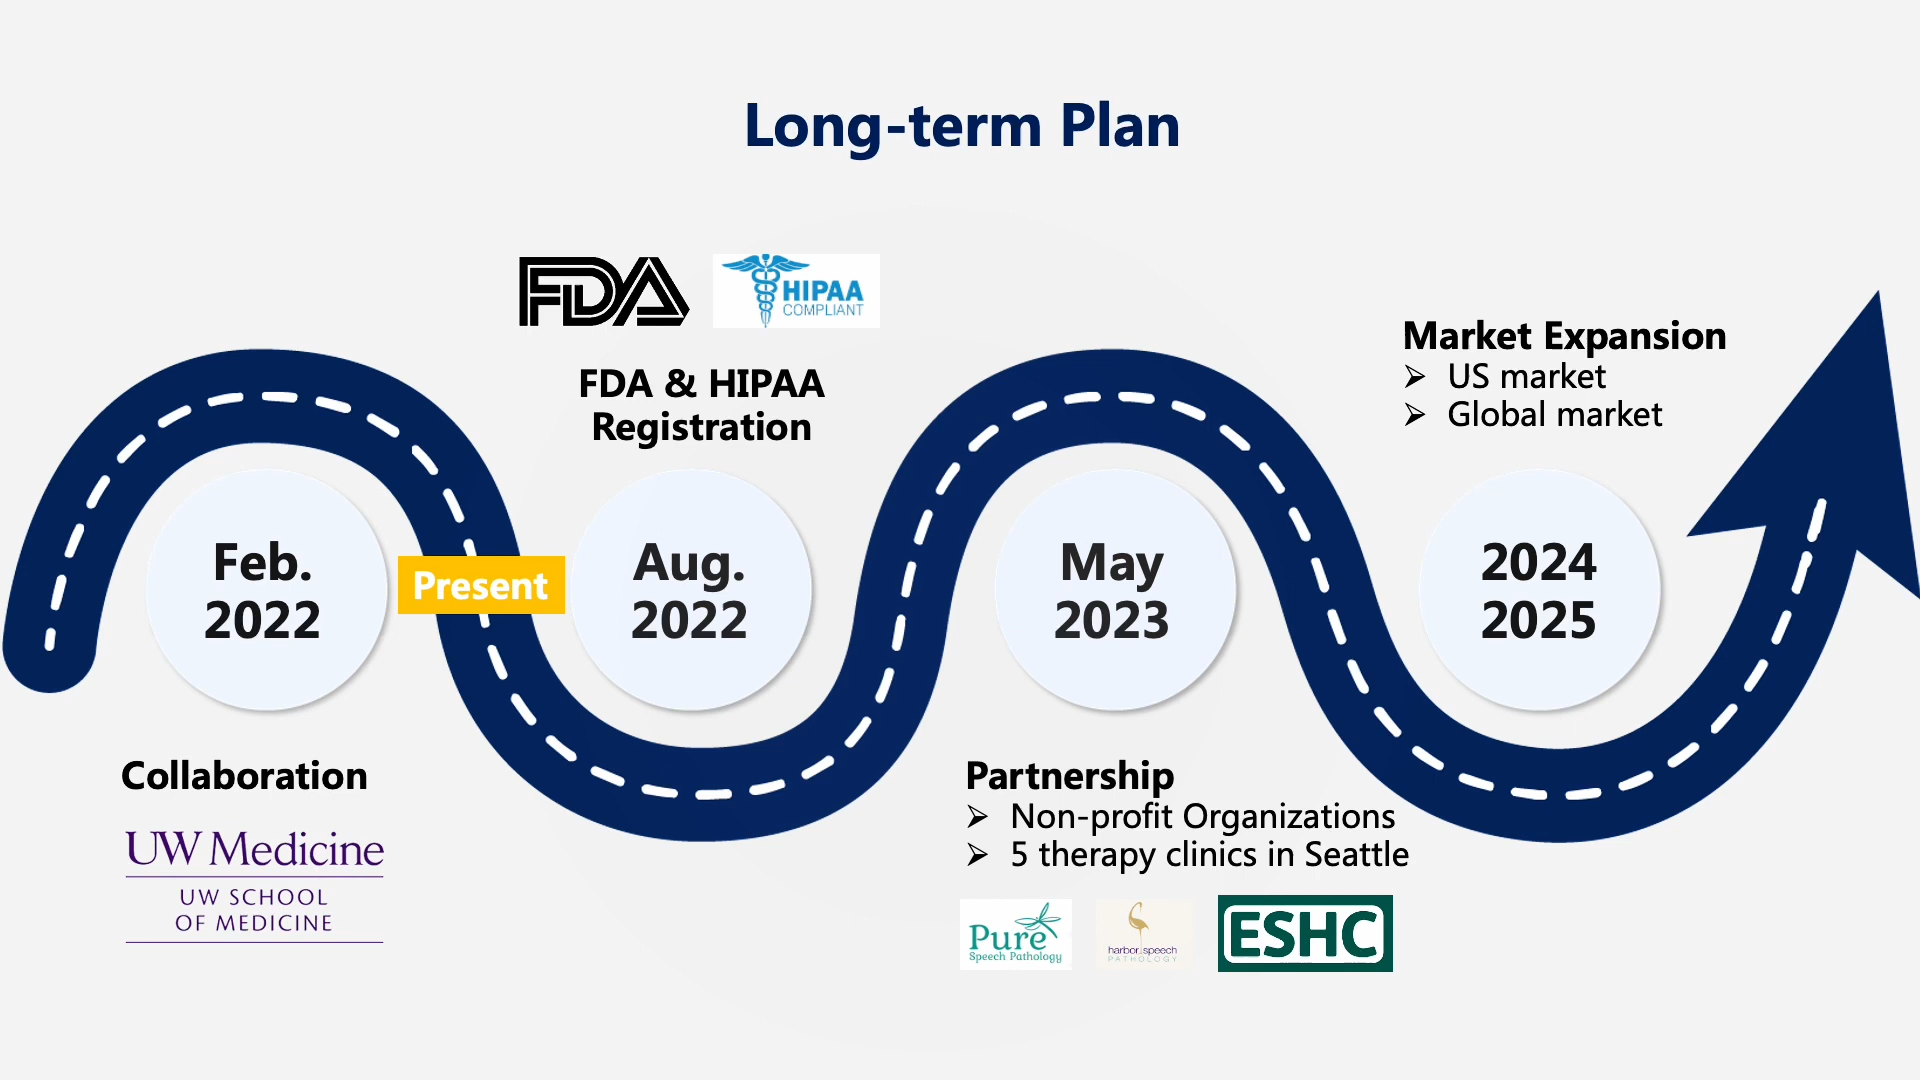 Long-term Plan
FDA
HIPAA
COMPLIANT
FDA & HIPAA
Registration
Market Expansion
➢ US market
➢ Global market
Feb.
2022
Present
Aug.
2022
May
2023
2024
2025
Collaboration
UW Medicine
UW SCHOOL
OF MEDICINE
Partnership
➢ Non-profit Organizations
➢ 5 therapy clinics in Seattle
Pure
Speech Pathology
harbor speech
PATHOLOGY
ESHC